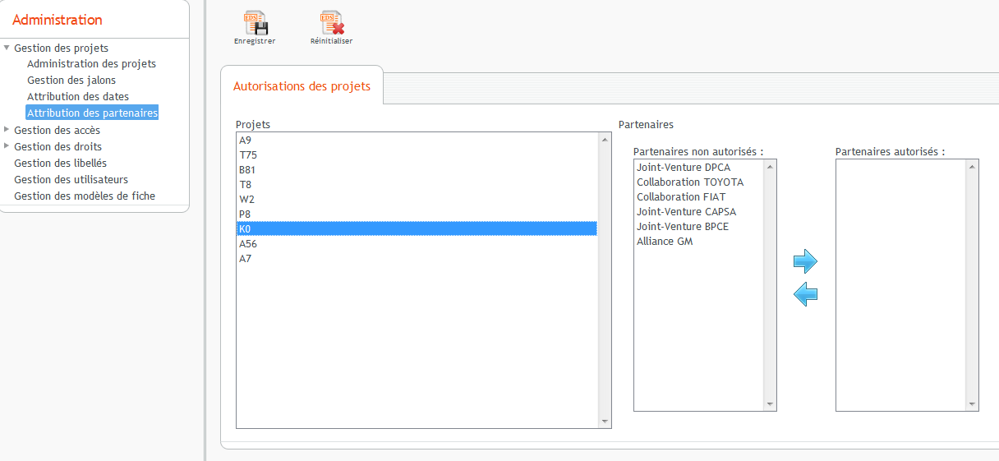 Administration
Gestion des projets
Administration des projets
Gestion des jalons
Attribution des dates
Attribution des partenaires
Gestion des accès
Gestion des droits
Gestion des libellés
Gestion des utilisateurs
Gestion des modèles de fiche
EDS EDS
Enregistrer Réinitialiser
Autorisations des projets
Projets
A9
T75
B81
T8
W2
P8
K0
A56
A7
Partenaires
Partenaires non autorisés :
Joint-Venture DPCA
Collaboration TOYOTA
Collaboration FIAT
Joint-Venture CAPSA
Joint-Venture BPCE
Alliance GM
Partenaires autorisés :